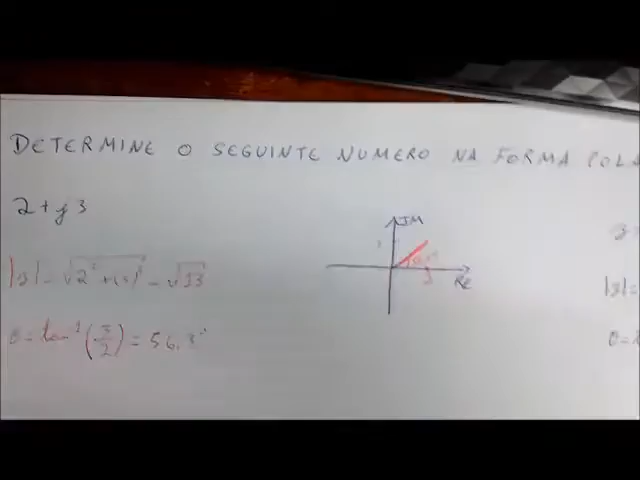 DETERMINE O SEGUINTE NUMERO NA FORMA POLA
2+j3
IM
Re
|z| = √2²+(3)² = √13
θ = tan⁻¹(3/2) = 56,3°
|z|=
θ=